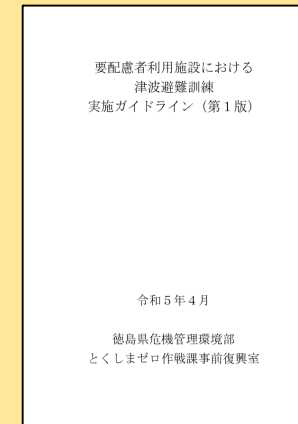 要配慮者利用施設における
津波避難訓練
実施ガイドライン（第１版）
令和５年４月
徳島県危機管理環境部
とくしまゼロ作戦課事前復興室